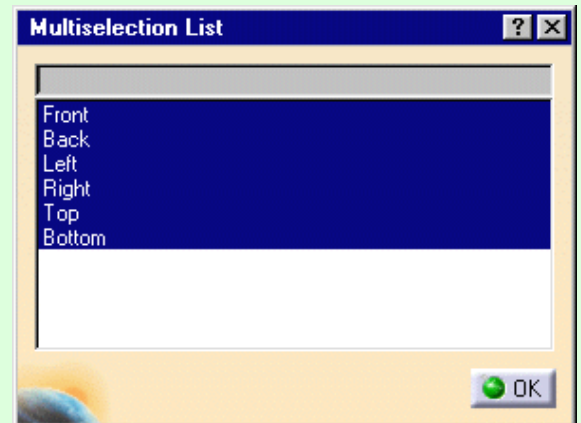 Multiselection List
Front
Back
Left
Right
Top
Bottom
OK